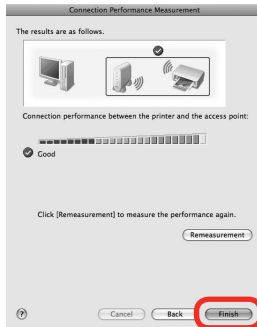 Connection Performance Measurement
The results are as follows.
Connection performance between the printer and the access point:
Good
Click [Remeasurement] to measure the performance again.
Remeasurement
? Cancel Back Finish